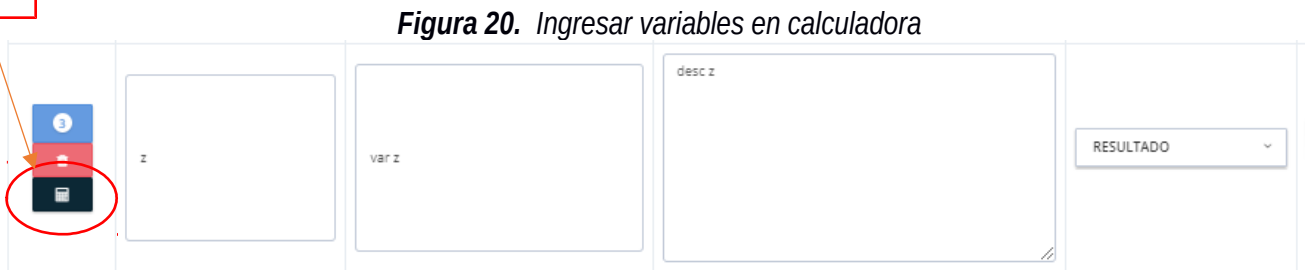 Figura 20. Ingresar variables en calculadora
desc z
3
z
var z
RESULTADO